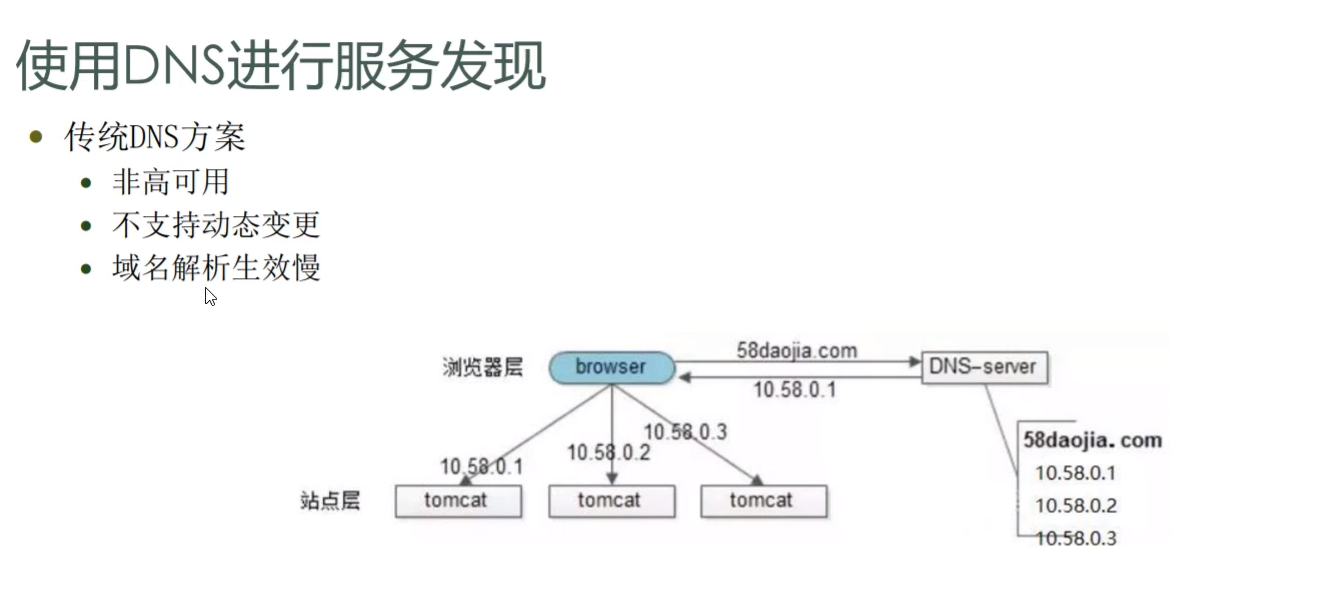 使用DNS进行服务发现
传统DNS方案
非高可用
不支持动态变更
域名解析生效慢
浏览器层
browser
58daojia.com
10.58.0.1
DNS-server
10.58.0.1
10.58.0.2
10.58.0.3
58daojia.com
10.58.0.1
10.58.0.2
10.58.0.3
站点层
tomcat
tomcat
tomcat